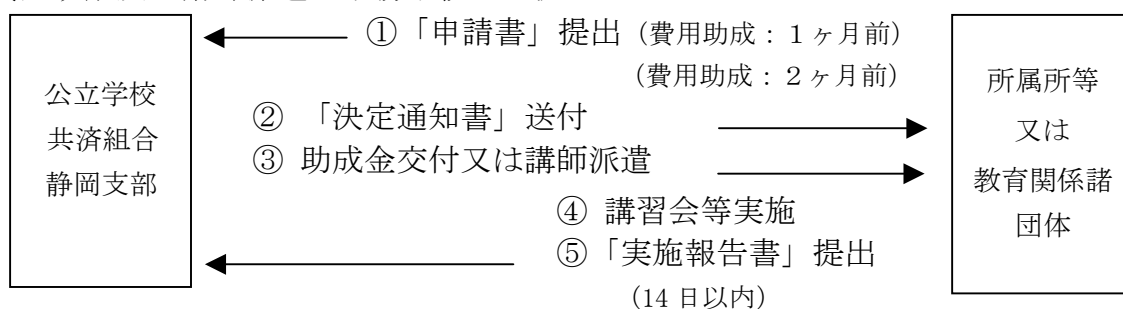 ①「申請書」提出（費用助成：１ヶ月前）
（費用助成：２ヶ月前）
公立学校
共済組合
静岡支部
②　「決定通知書」送付
③ 助成金交付又は講師派遣
④ 講習会等実施
⑤「実施報告書」提出
（14 日以内）
所属所等
又は
教育関係諸
団体